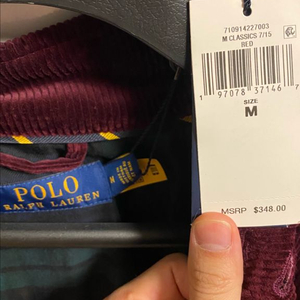 710914227003
M CLASSICS 7/15
RED
1 97078 37146 7
SIZE
M
MSRP $348.00
POLO
RALPH LAUREN
M